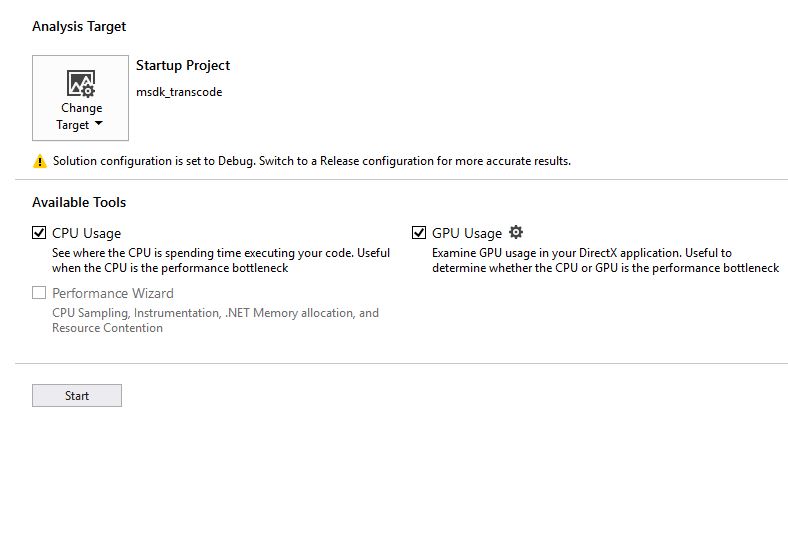 Analysis Target
Startup Project
msdk_transcode
Change
Target
Solution configuration is set to Debug. Switch to a Release configuration for more accurate results.
Available Tools
CPU Usage
See where the CPU is spending time executing your code. Useful
when the CPU is the performance bottleneck
GPU Usage
Examine GPU usage in your DirectX application. Useful to
determine whether the CPU or GPU is the performance bottleneck
Performance Wizard
CPU Sampling, Instrumentation, .NET Memory allocation, and
Resource Contention
Start